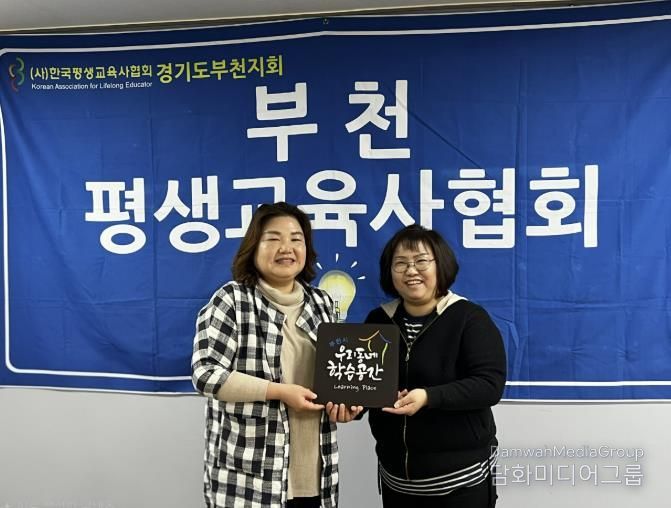 (사)한국평생교육사협회 경기도부천지회
Korean Association for Lifelong Educator
부천
평생교육사협회
부천시
우리동네
학습공간
Learning Place
DamwahMediaGroup
담화미디어그룹